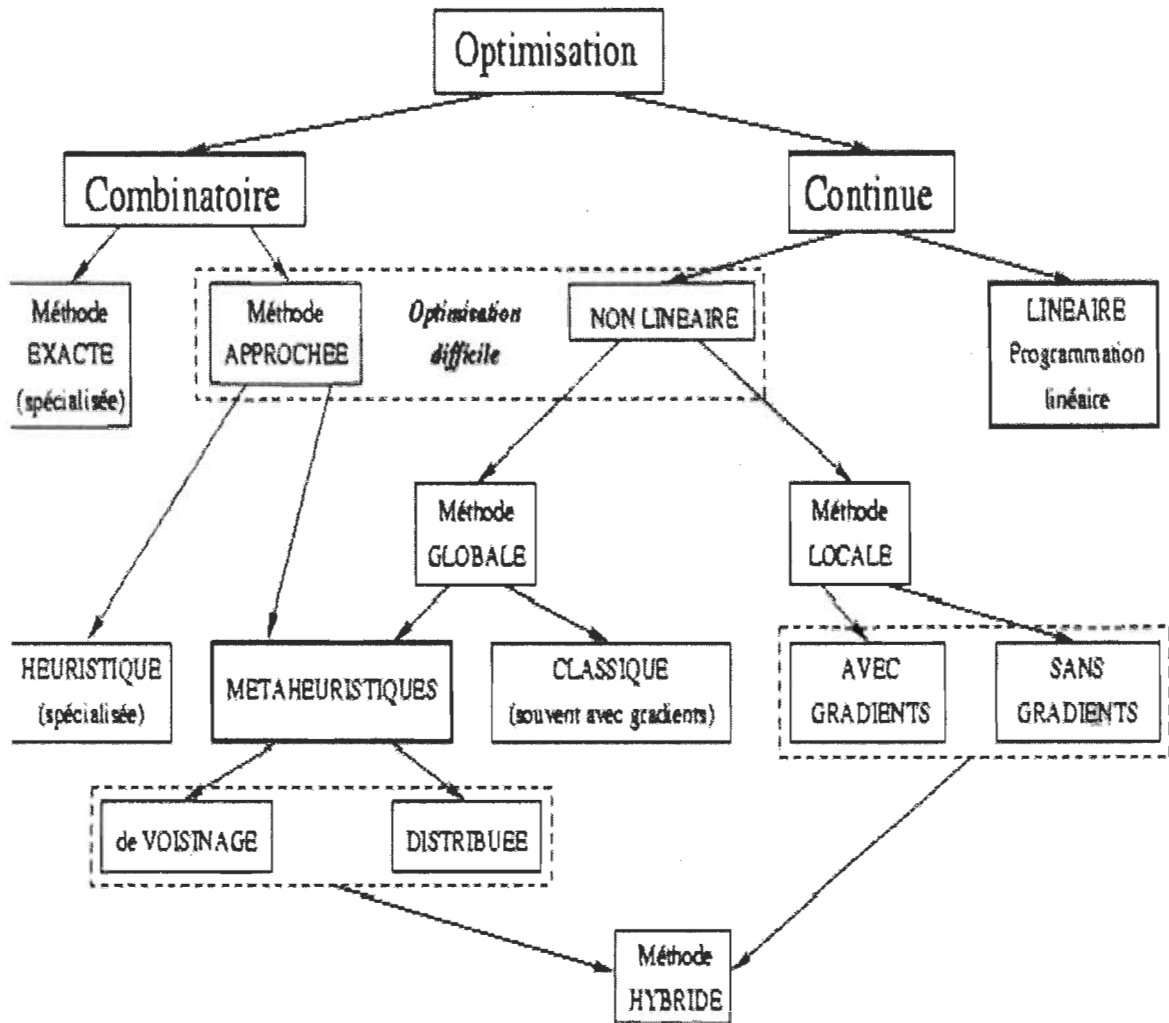 Optimisation
Combinatoire
Continue
Méthode
EXACTE
(spécialisée)
Méthode
APPROCHEE
Optimisation
difficile
NON LINEAIRE
LINEAIRE
Programmation
linéaire
Méthode
GLOBALE
Méthode
LOCALE
HEURISTIQUE
(spécialisée)
METAHEURISTIQUES
CLASSIQUE
(souvent avec gradients)
AVEC
GRADIENTS
SANS
GRADIENTS
de VOISINAGE
DISTRIBUEE
Méthode
HYBRIDE